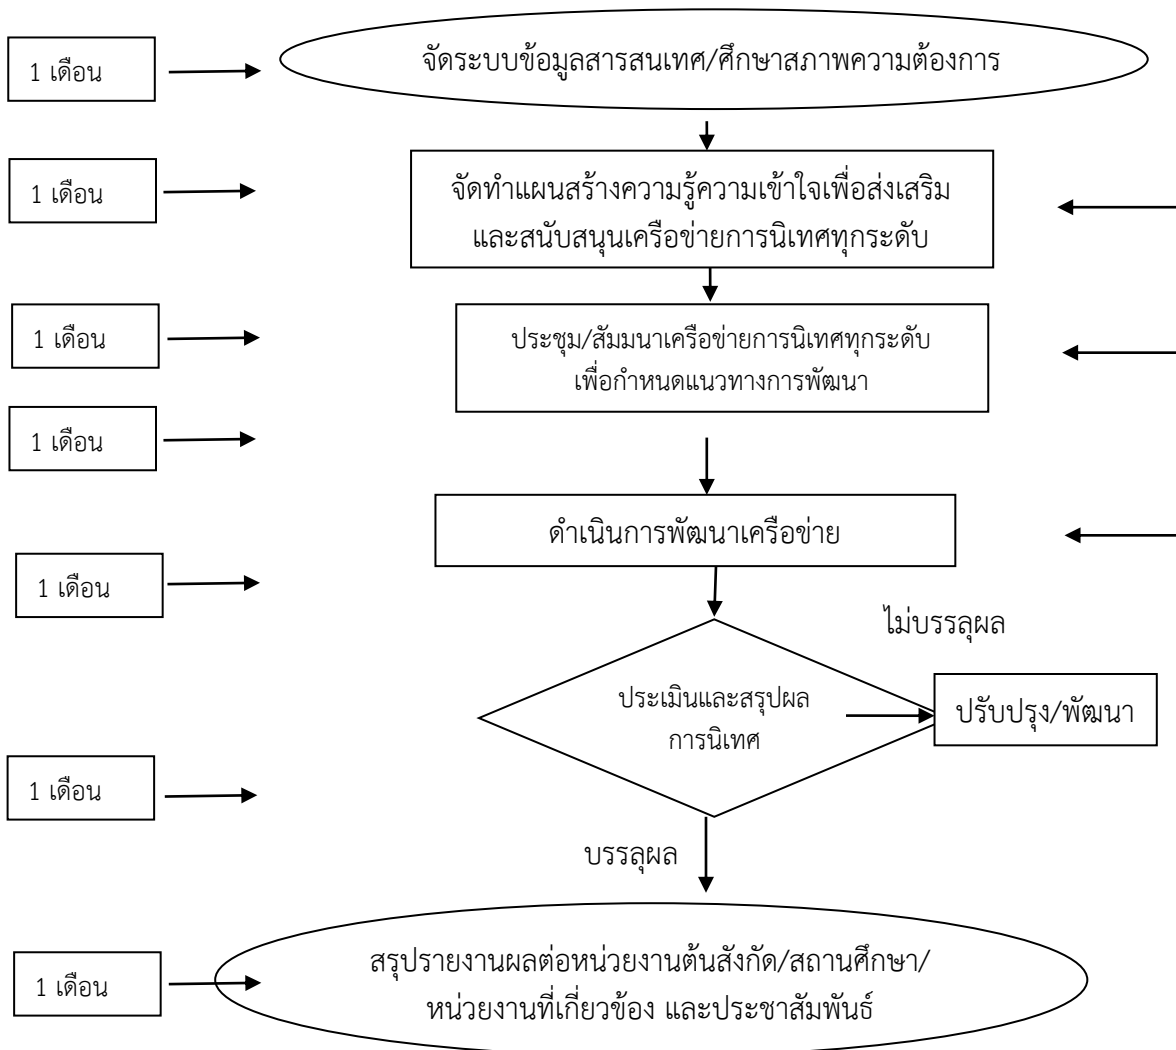 1 เดือน
จัดระบบข้อมูลสารสนเทศ/ศึกษาสภาพความต้องการ
1 เดือน
จัดทำแผนสร้างความรู้ความเข้าใจเพื่อส่งเสริม
และสนับสนุนเครือข่ายการนิเทศทุกระดับ
1 เดือน
ประชุม/สัมมนาเครือข่ายการนิเทศทุกระดับ
เพื่อกำหนดแนวทางการพัฒนา
1 เดือน
ดำเนินการพัฒนาเครือข่าย
1 เดือน
ไม่บรรลุผล
ประเมินและสรุปผล
การนิเทศ
ปรับปรุง/พัฒนา
1 เดือน
บรรลุผล
1 เดือน
สรุปรายงานผลต่อหน่วยงานต้นสังกัด/สถานศึกษา/
หน่วยงานที่เกี่ยวข้อง และประชาสัมพันธ์